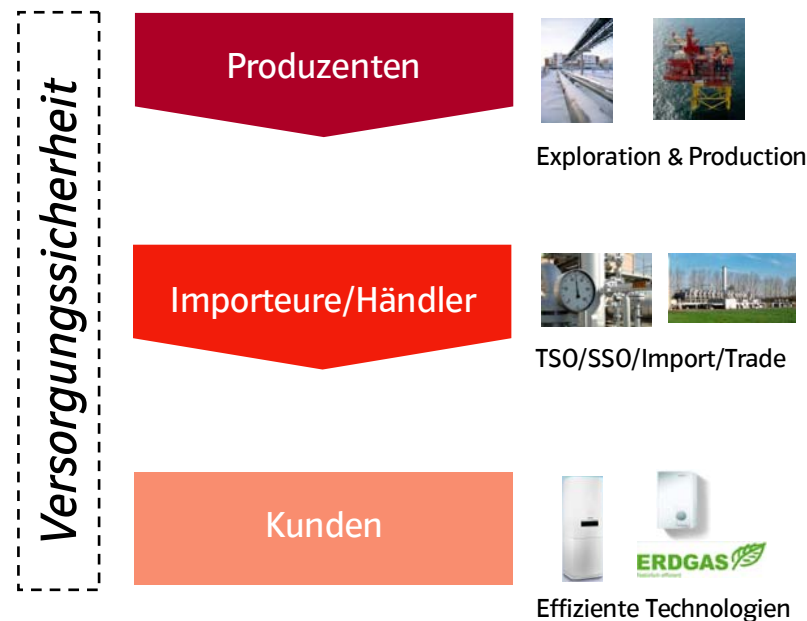 Versorgungssicherheit
Produzenten
Exploration & Production
Importeure/Händler
TSO/SSO/Import/Trade
Kunden
ERDGAS
Effiziente Technologien